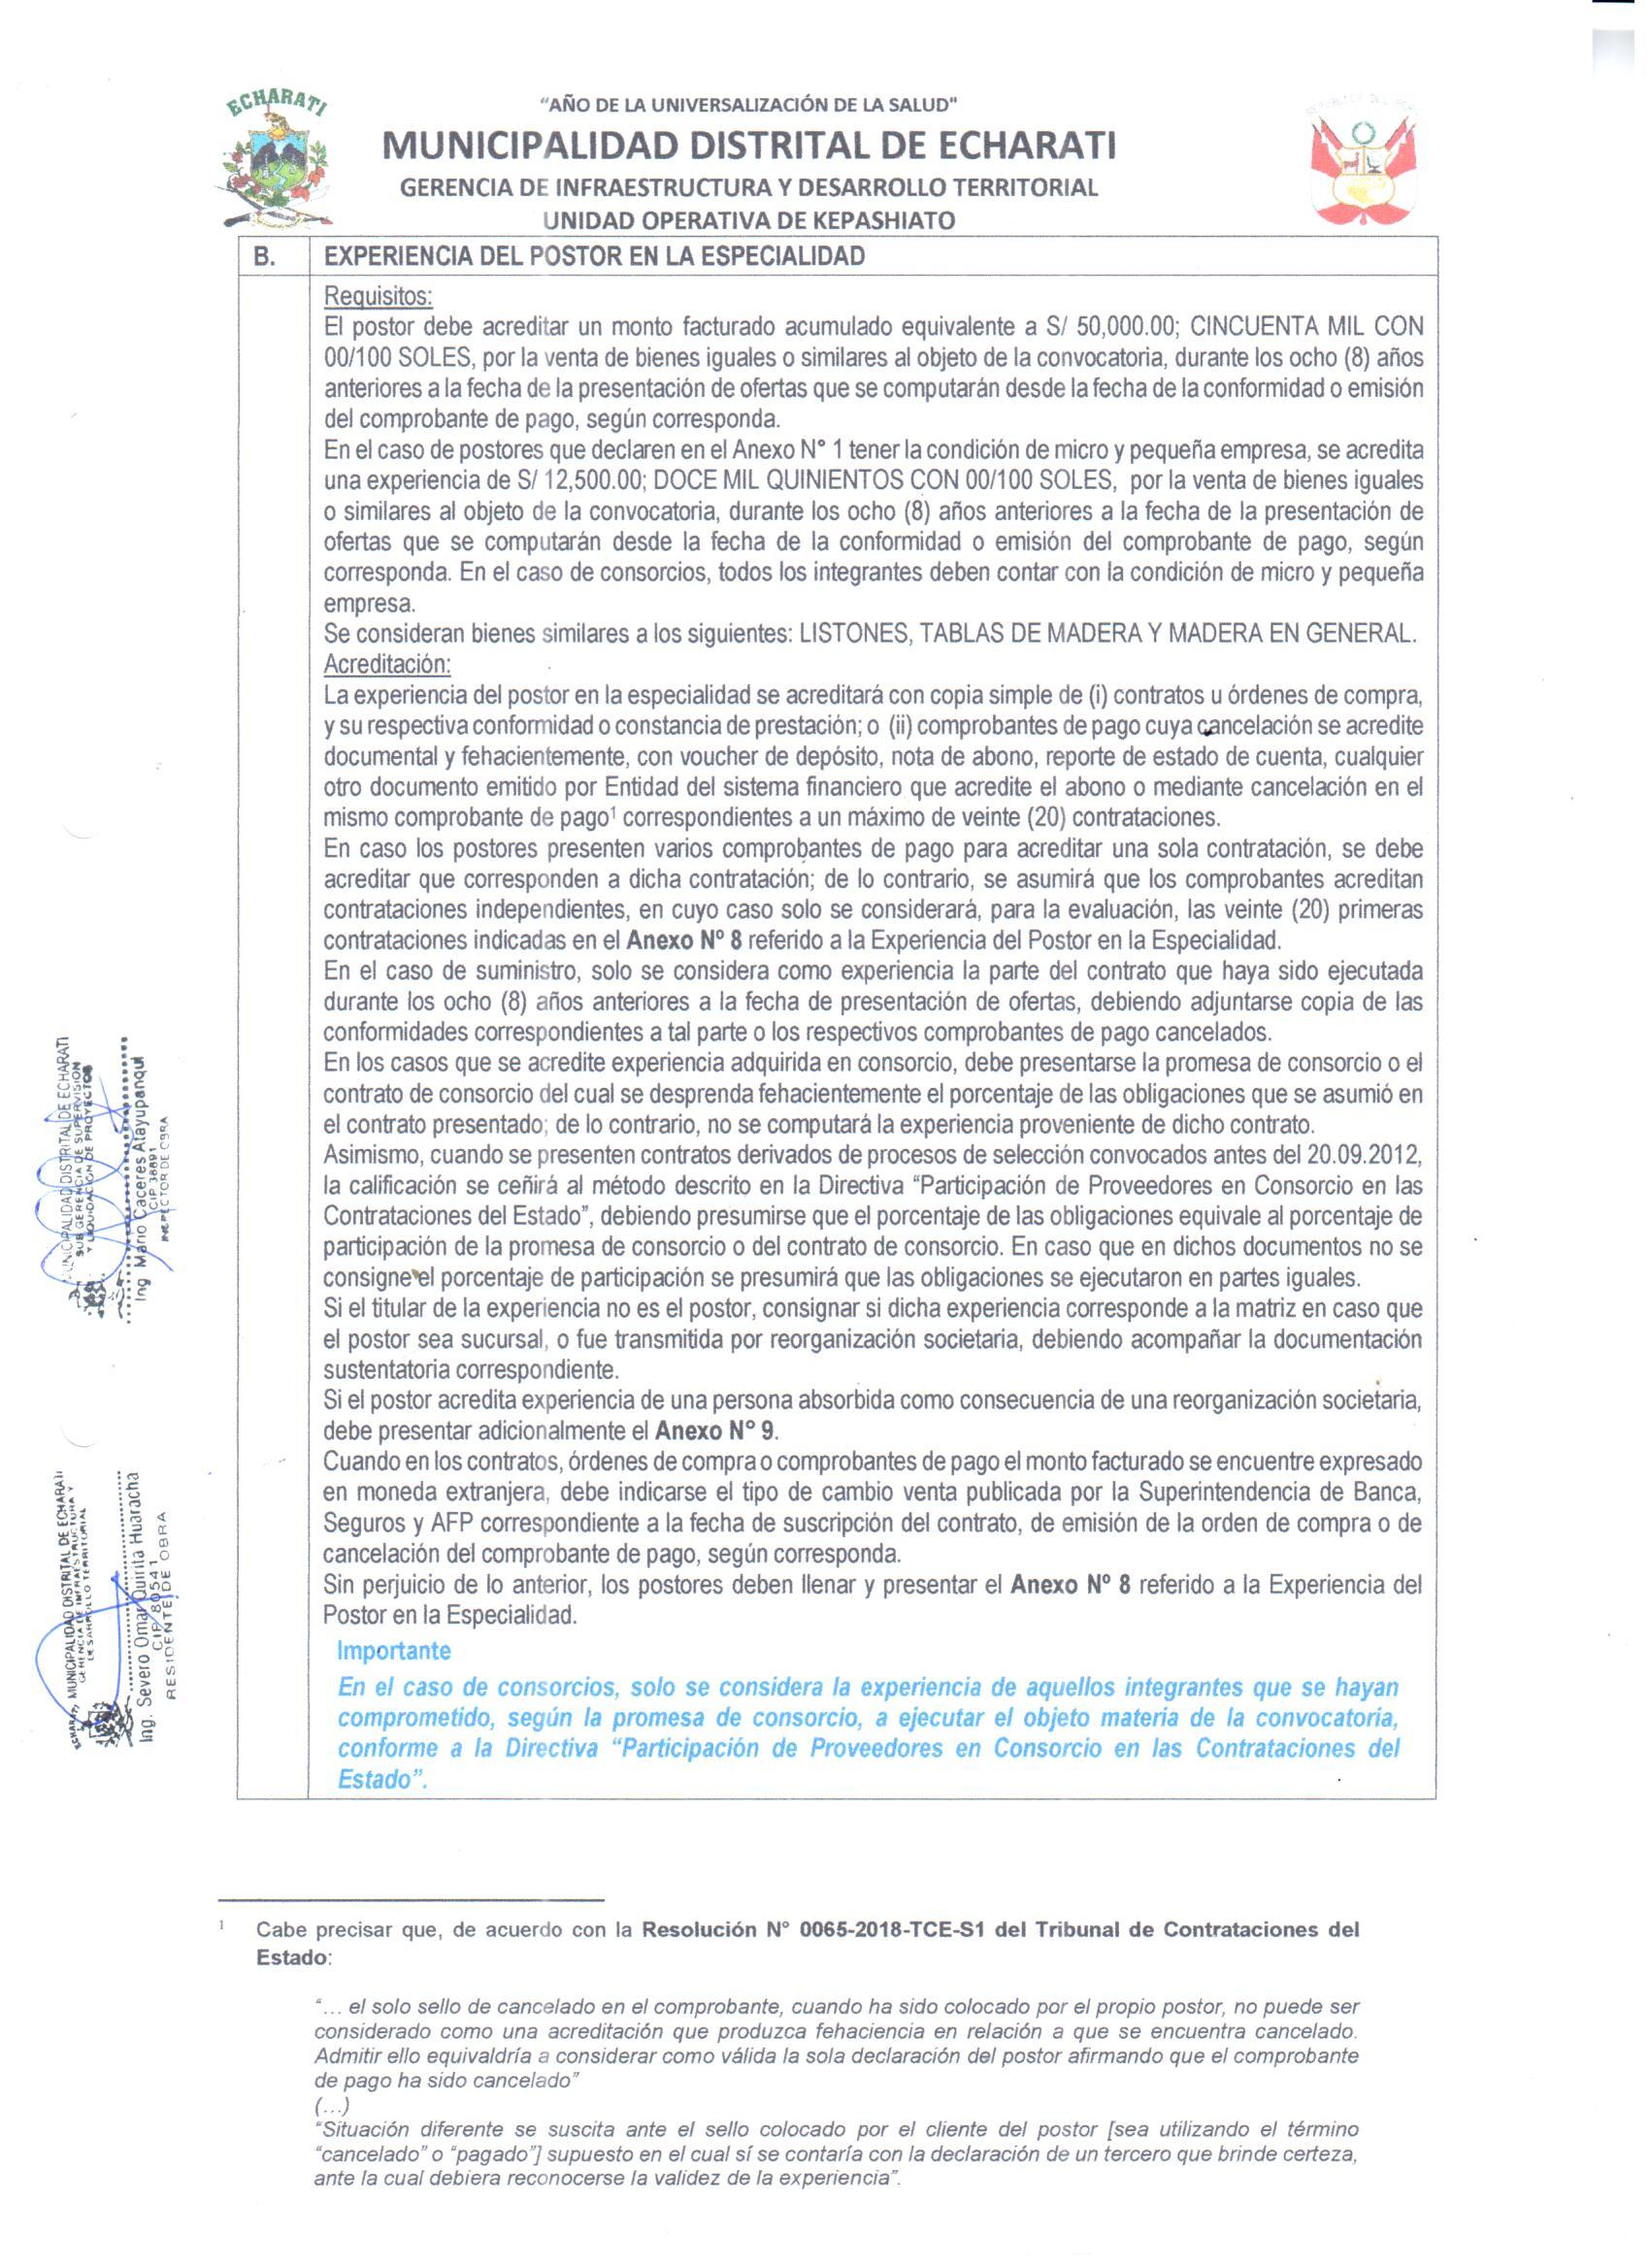 ECHARATI
"AÑO DE LA UNIVERSALIZACIÓN DE LA SALUD"
MUNICIPALIDAD DISTRITAL DE ECHARATI
GERENCIA DE INFRAESTRUCTURA Y DESARROLLO TERRITORIAL
UNIDAD OPERATIVA DE KEPASHIATO
B. EXPERIENCIA DEL POSTOR EN LA ESPECIALIDAD
Requisitos:
El postor debe acreditar un monto facturado acumulado equivalente a S/ 50,000.00; CINCUENTA MIL CON
00/100 SOLES, por la venta de bienes iguales o similares al objeto de la convocatoria, durante los ocho (8) años
anteriores a la fecha de la presentación de ofertas que se computarán desde la fecha de la conformidad o emisión
del comprobante de pago, según corresponda.
En el caso de postores que declaren en el Anexo N° 1 tener la condición de micro y pequeña empresa, se acredita
una experiencia de S/ 12,500.00; DOCE MIL QUINIENTOS CON 00/100 SOLES, por la venta de bienes iguales
o similares al objeto de la convocatoria, durante los ocho (8) años anteriores a la fecha de la presentación de
ofertas que se computarán desde la fecha de la conformidad o emisión del comprobante de pago, según
corresponda. En el caso de consorcios, todos los integrantes deben contar con la condición de micro y pequeña
empresa.
Se consideran bienes similares a los siguientes: LISTONES, TABLAS DE MADERA Y MADERA EN GENERAL.
Acreditación:
La experiencia del postor en la especialidad se acreditará con copia simple de (i) contratos u órdenes de compra,
y su respectiva conformidad o constancia de prestación; o (ii) comprobantes de pago cuya cancelación se acredite
documental y fehacientemente, con voucher de depósito, nota de abono, reporte de estado de cuenta, cualquier
otro documento emitido por Entidad del sistema financiero que acredite el abono o mediante cancelación en el
mismo comprobante de pago¹ correspondientes a un máximo de veinte (20) contrataciones.
En caso los postores presenten varios comprobantes de pago para acreditar una sola contratación, se debe
acreditar que corresponden a dicha contratación; de lo contrario, se asumirá que los comprobantes acreditan
contrataciones independientes, en cuyo caso solo se considerará, para la evaluación, las veinte (20) primeras
contrataciones indicadas en el Anexo Nº 8 referido a la Experiencia del Postor en la Especialidad.
En el caso de suministro, solo se considera como experiencia la parte del contrato que haya sido ejecutada
durante los ocho (8) años anteriores a la fecha de presentación de ofertas, debiendo adjuntarse copia de las
conformidades correspondientes a tal parte o los respectivos comprobantes de pago cancelados.
En los casos que se acredite experiencia adquirida en consorcio, debe presentarse la promesa de consorcio o el
contrato de consorcio del cual se desprenda fehacientemente el porcentaje de las obligaciones que se asumió en
el contrato presentado; de lo contrario, no se computará la experiencia proveniente de dicho contrato.
Asimismo, cuando se presenten contratos derivados de procesos de selección convocados antes del 20.09.2012,
la calificación se ceñirá al método descrito en la Directiva “Participación de Proveedores en Consorcio en las
Contrataciones del Estado”, debiendo presumirse que el porcentaje de las obligaciones equivale al porcentaje de
participación de la promesa de consorcio o del contrato de consorcio. En caso que en dichos documentos no se
consigne el porcentaje de participación se presumirá que las obligaciones se ejecutaron en partes iguales.
Si el titular de la experiencia no es el postor, consignar si dicha experiencia corresponde a la matriz en caso que
el postor sea sucursal, o fue transmitida por reorganización societaria, debiendo acompañar la documentación
sustentatoria correspondiente.
Si el postor acredita experiencia de una persona absorbida como consecuencia de una reorganización societaria,
debe presentar adicionalmente el Anexo N° 9.
Cuando en los contratos, órdenes de compra o comprobantes de pago el monto facturado se encuentre expresado
en moneda extranjera, debe indicarse el tipo de cambio venta publicada por la Superintendencia de Banca,
Seguros y AFP correspondiente a la fecha de suscripción del contrato, de emisión de la orden de compra o de
cancelación del comprobante de pago, según corresponda.
Sin perjuicio de lo anterior, los postores deben llenar y presentar el Anexo Nº 8 referido a la Experiencia del
Postor en la Especialidad.
Importante
En el caso de consorcios, solo se considera la experiencia de aquellos integrantes que se hayan
comprometido, según la promesa de consorcio, a ejecutar el objeto materia de la convocatoria,
conforme a la Directiva “Participación de Proveedores en Consorcio en las Contrataciones del
Estado”.
MUNICIPALIDAD DISTRITAL DE ECHARATI
SUB GERENCIA DE SUPERVISION
Y LIQUIDACION DE PROYECTOS
Ing. Mario Caceres Atayupanqui
CIP 38891
INSPECTOR DE OBRA
MUNICIPALIDAD DISTRITAL DE ECHARATI
GERENCIA DE INFRAESTRUCTURA Y
DESARROLLO TERRITORIAL
Ing. Severo Omar Quirita Huaracha
CIP 80541
RESIDENTE DE OBRA
1 Cabe precisar que, de acuerdo con la Resolución N° 0065-2018-TCE-S1 del Tribunal de Contrataciones del
Estado:
“… el solo sello de cancelado en el comprobante, cuando ha sido colocado por el propio postor, no puede ser
considerado como una acreditación que produzca fehaciencia en relación a que se encuentra cancelado.
Admitir ello equivaldría a considerar como válida la sola declaración del postor afirmando que el comprobante
de pago ha sido cancelado”
(…)
“Situación diferente se suscita ante el sello colocado por el cliente del postor [sea utilizando el término
“cancelado” o “pagado”] supuesto en el cual sí se contaría con la declaración de un tercero que brinde certeza,
ante la cual debiera reconocerse la validez de la experiencia”.